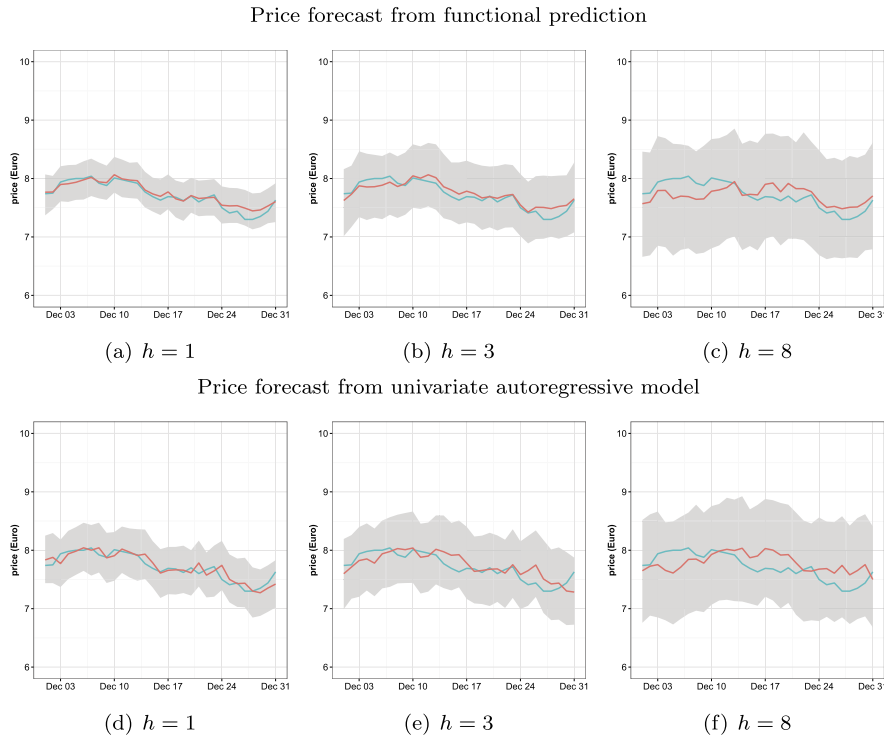 Price forecast from functional prediction
price (Euro)
10
9
8
7
6
Dec 03 Dec 10 Dec 17 Dec 24 Dec 31
price (Euro)
10
9
8
7
6
Dec 03 Dec 10 Dec 17 Dec 24 Dec 31
price (Euro)
10
9
8
7
6
Dec 03 Dec 10 Dec 17 Dec 24 Dec 31
(a) h = 1
(b) h = 3
(c) h = 8
Price forecast from univariate autoregressive model
price (Euro)
10
9
8
7
6
Dec 03 Dec 10 Dec 17 Dec 24 Dec 31
price (Euro)
10
9
8
7
6
Dec 03 Dec 10 Dec 17 Dec 24 Dec 31
price (Euro)
10
9
8
7
6
Dec 03 Dec 10 Dec 17 Dec 24 Dec 31
(d) h = 1
(e) h = 3
(f) h = 8